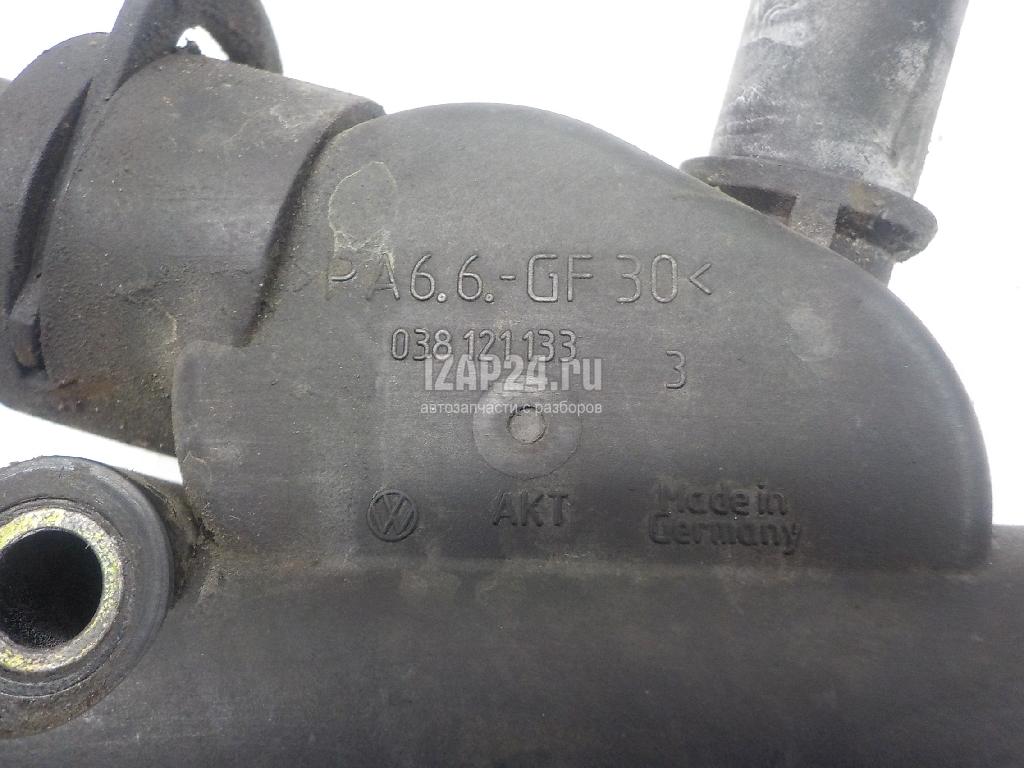 >PA6.6.-GF30<
038 121 133
3
IZAP24.ru
автозапчасти с разборов
AKT
Made in
Germany